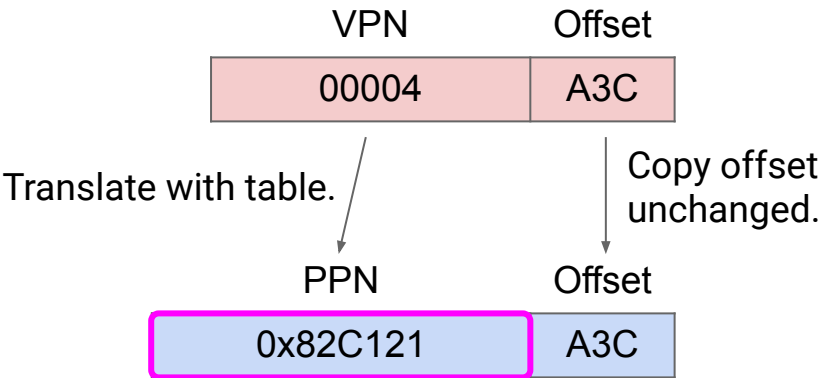 VPN Offset
00004 A3C
Translate with table.
Copy offset
unchanged.
PPN Offset
0x82C121 A3C